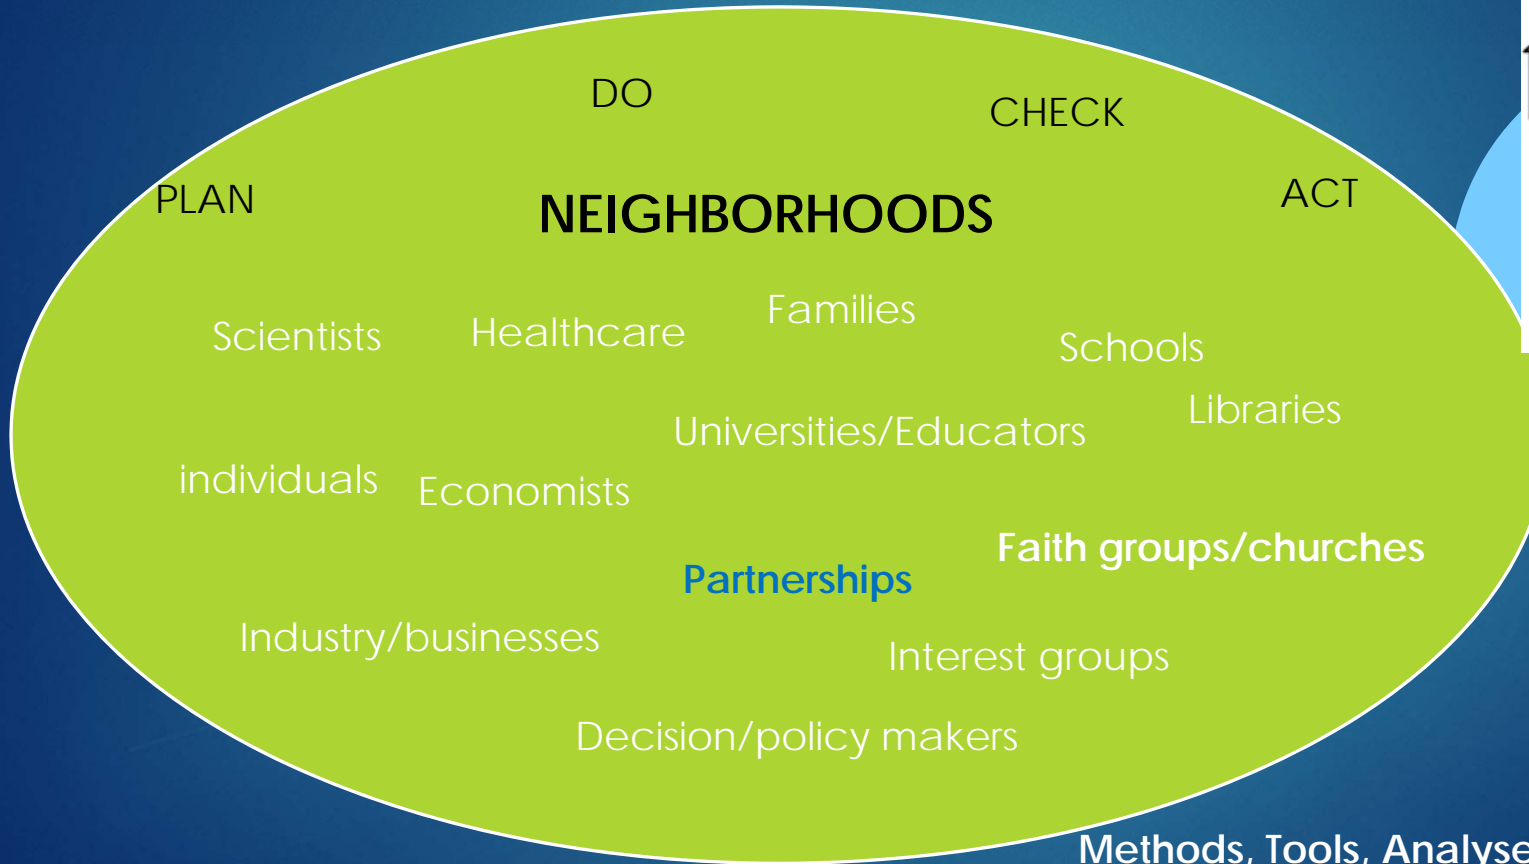 DO
CHECK
PLAN
ACT
NEIGHBORHOODS
Families
Scientists
Healthcare
Schools
Libraries
Universities/Educators
individuals
Economists
Faith groups/churches
Partnerships
Industry/businesses
Interest groups
Decision/policy makers
Methods, Tools, Analyse